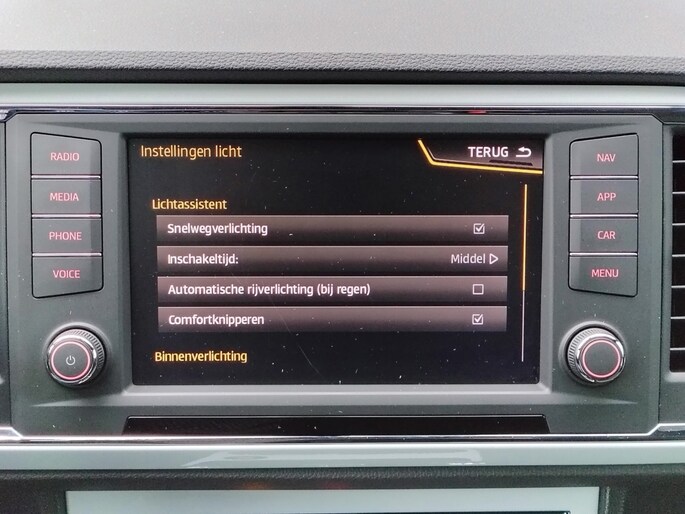 Instellingen licht
TERUG
Lichtassistent
Snelwegverlichting
Inschakeltijd: Middel
Automatische rijverlichting (bij regen)
Comfortknipperen
Binnenverlichting
RADIO
MEDIA
PHONE
VOICE
NAV
APP
CAR
MENU